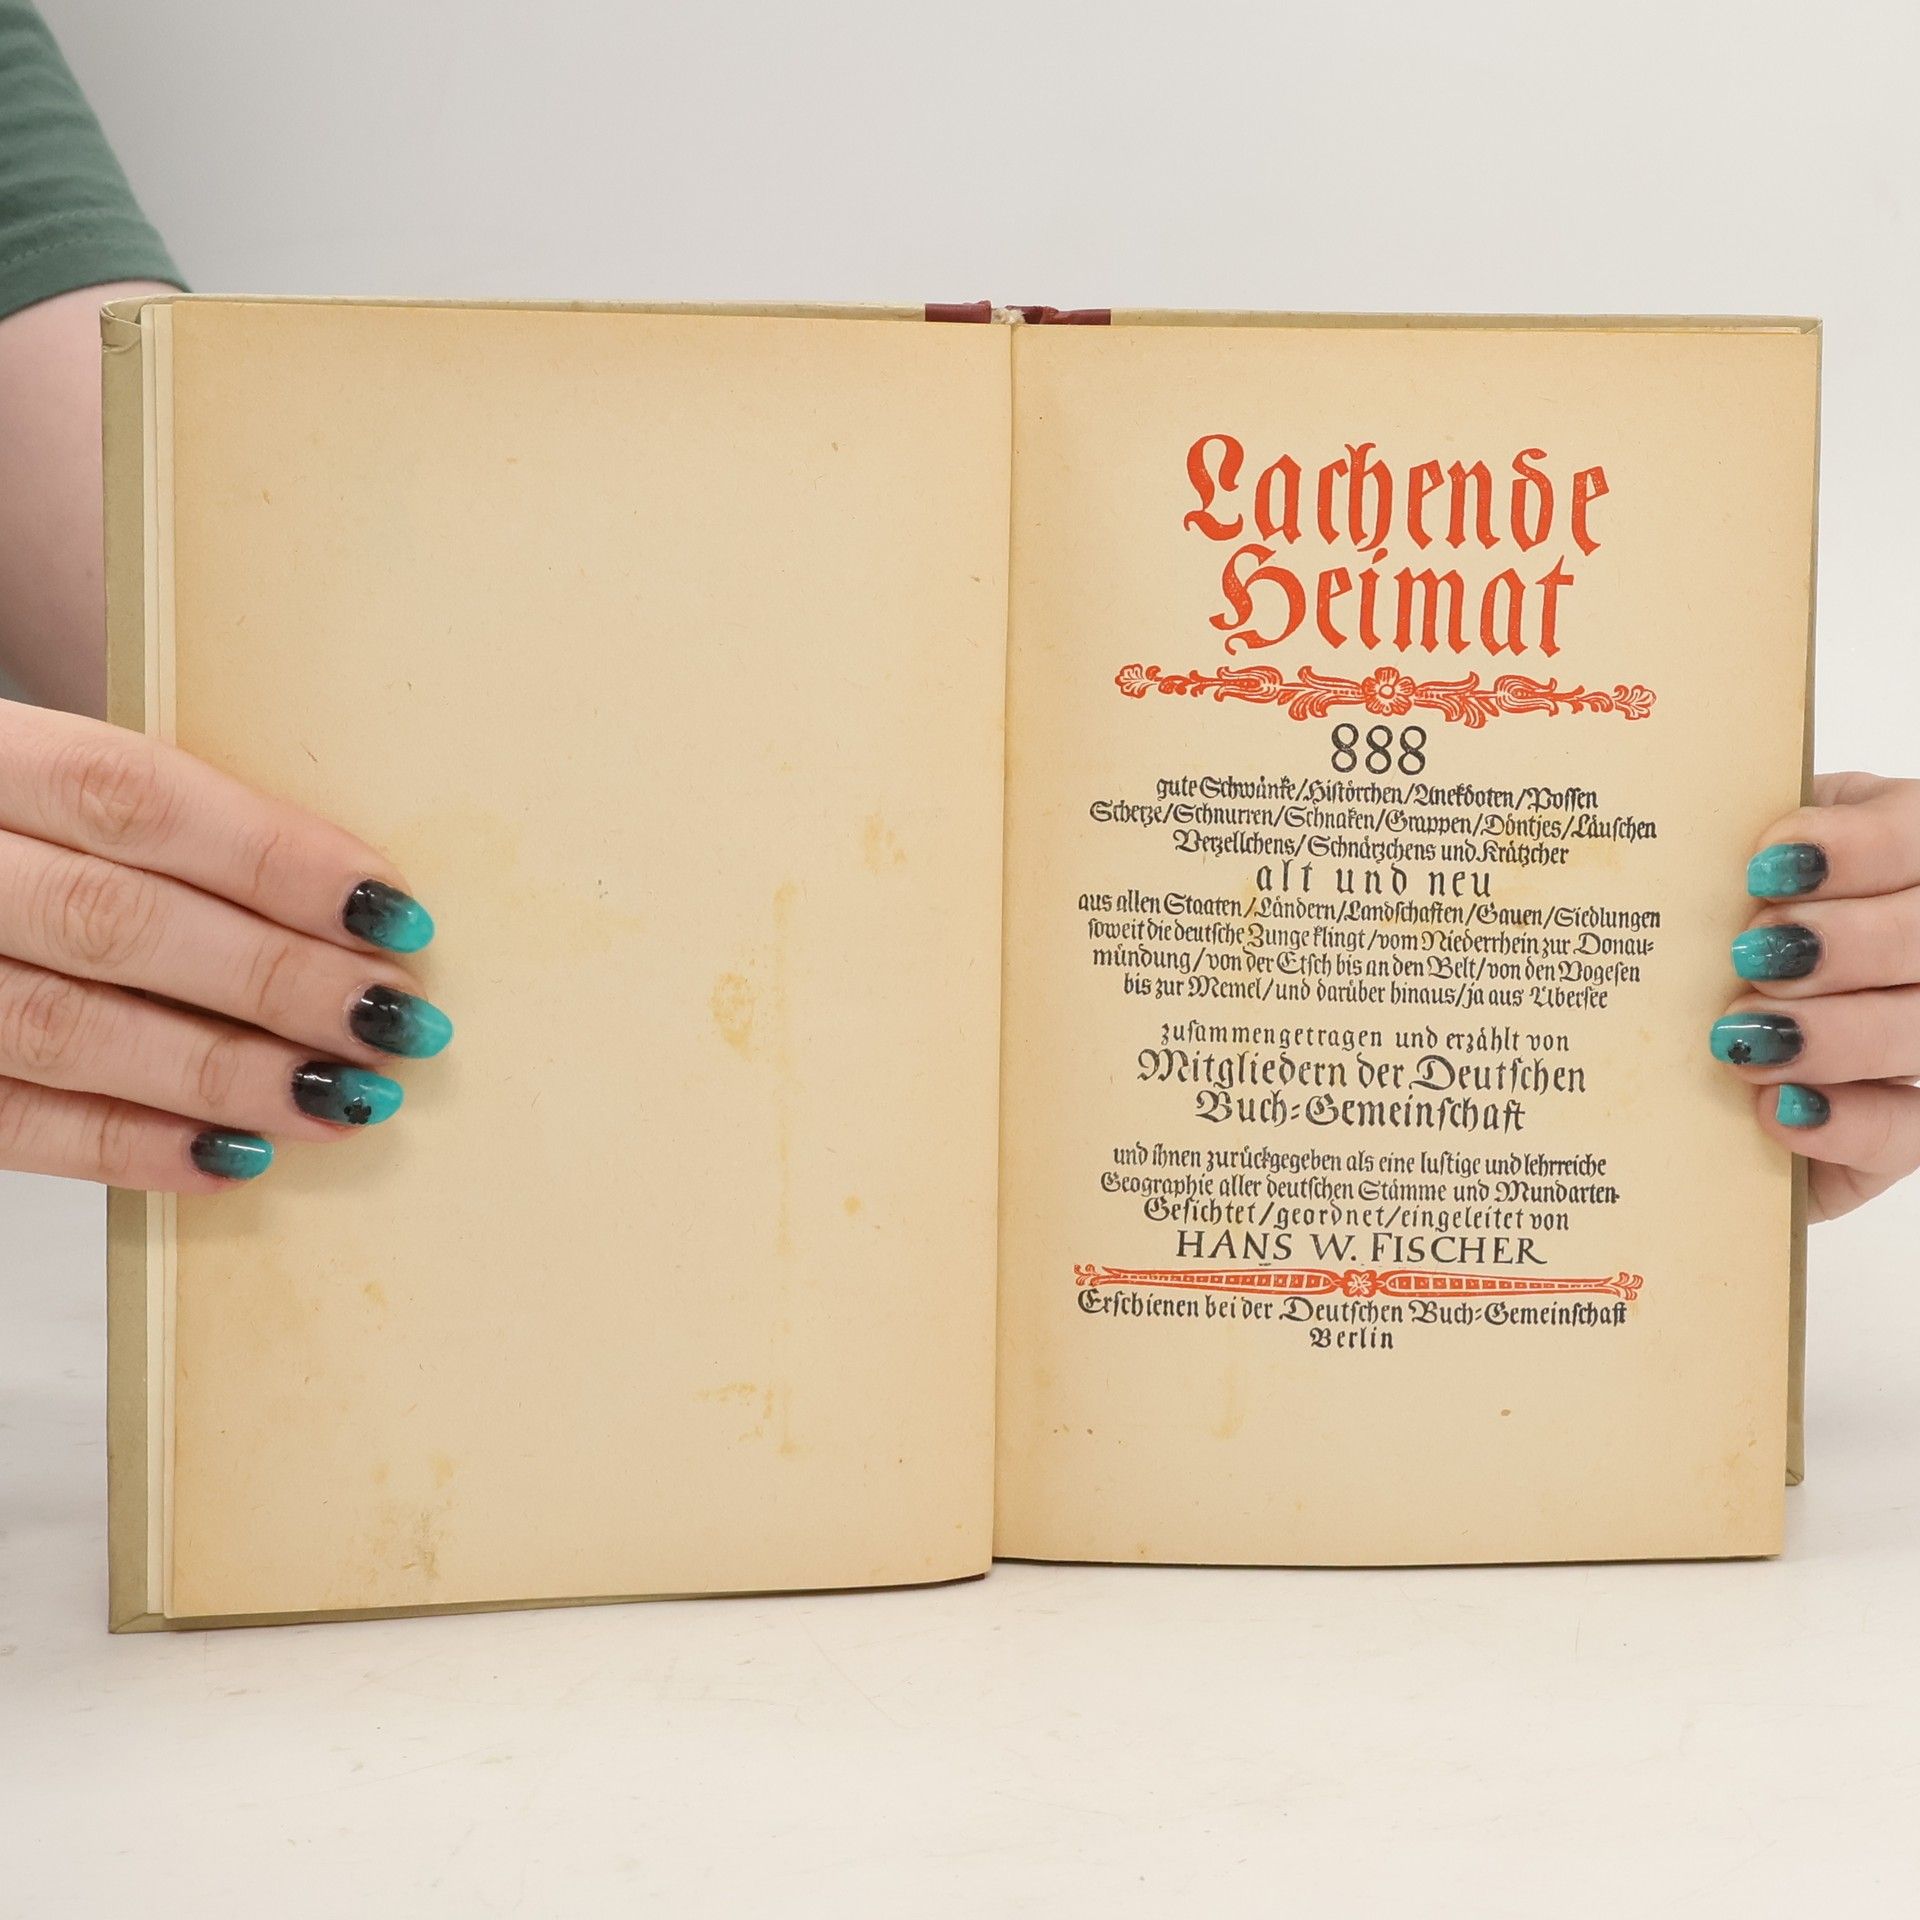 Lachende
Heimat
888
gute Schwänke/Histörchen/Anekdoten/Possen
Scherze/Schnurren/Schnaken/Grappen/Döntjes/Läuschen
Verzellchens/Schnärzchens und Krätzcher
alt und neu
aus allen Staaten/Ländern/Landschaften/Gauen/Siedlungen
soweit die deutsche Zunge klingt/vom Niederrhein zur Donau-
mündung/von der Etsch bis an den Belt/von den Vogesen
bis zur Memel/und darüber hinaus/ja aus Übersee
zusammengetragen und erzählt von
Mitgliedern der Deutschen
Buch-Gemeinschaft
und ihnen zurückgegeben als eine lustige und lehrreiche
Geographie aller deutschen Stämme und Mundarten.
Gesichtet/geordnet/eingeleitet von
HANS W. FISCHER
Erschienen bei der Deutschen Buch-Gemeinschaft
Berlin